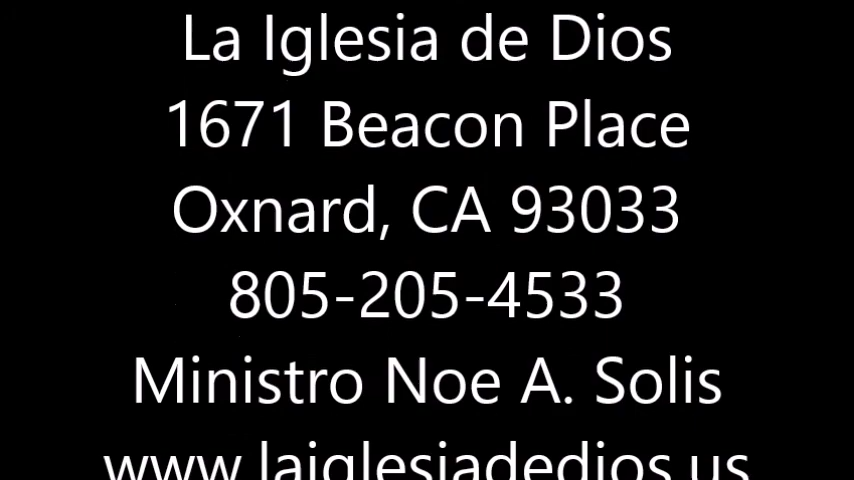 La Iglesia de Dios
1671 Beacon Place
Oxnard, CA 93033
805-205-4533
Ministro Noe A. Solis
www.laiglesiadedios.us